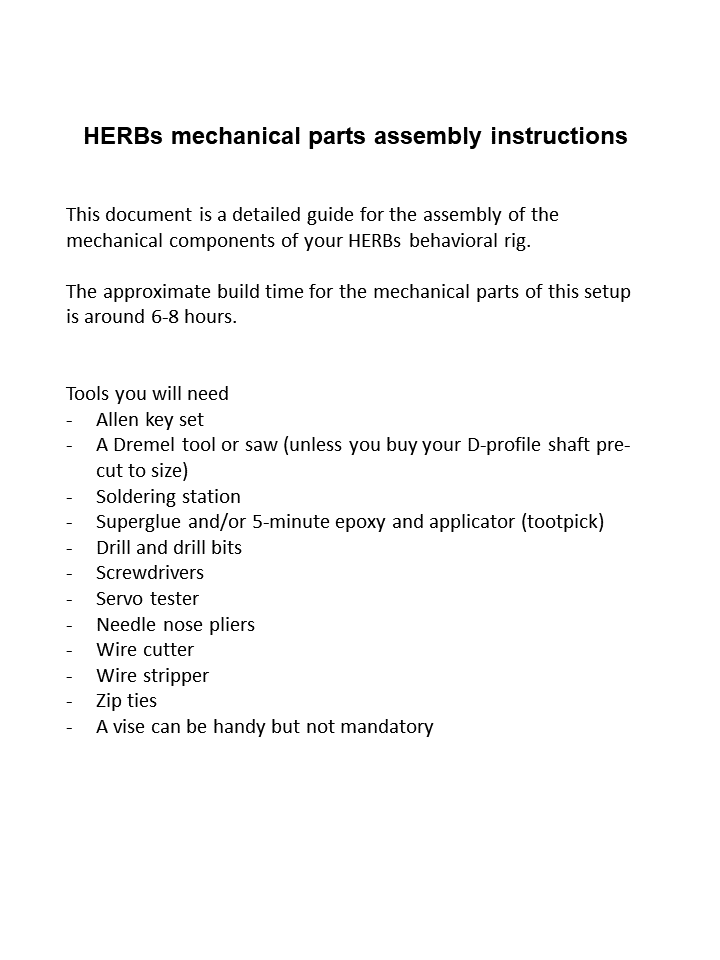 HERBs mechanical parts assembly instructions
This document is a detailed guide for the assembly of the
mechanical components of your HERBs behavioral rig.
The approximate build time for the mechanical parts of this setup
is around 6-8 hours.
Tools you will need
- Allen key set
- A Dremel tool or saw (unless you buy your D-profile shaft pre-
cut to size)
- Soldering station
- Superglue and/or 5-minute epoxy and applicator (tootpick)
- Drill and drill bits
- Screwdrivers
- Servo tester
- Needle nose pliers
- Wire cutter
- Wire stripper
- Zip ties
- A vise can be handy but not mandatory